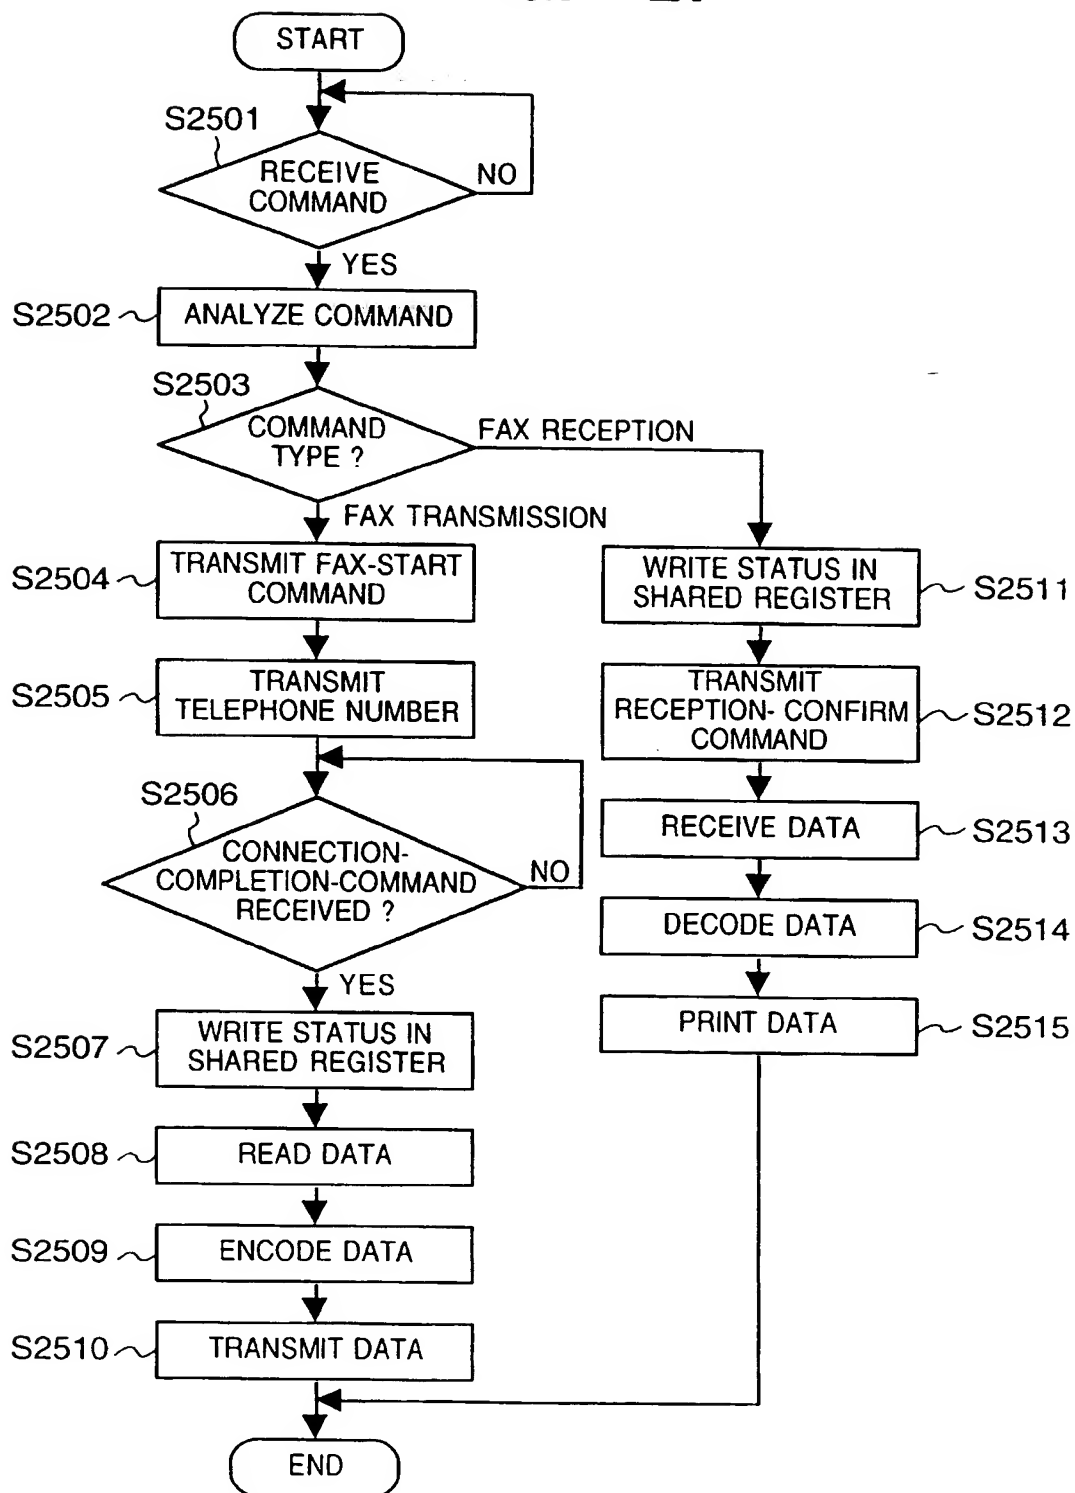 START
S2501
RECEIVE
COMMAND
NO
YES
S2502
ANALYZE COMMAND
S2503
COMMAND
TYPE ?
FAX RECEPTION
FAX TRANSMISSION
S2504
TRANSMIT FAX-START
COMMAND
WRITE STATUS IN
SHARED REGISTER
S2511
S2505
TRANSMIT
TELEPHONE NUMBER
TRANSMIT
RECEPTION- CONFIRM
COMMAND
S2512
S2506
CONNECTION-
COMPLETION-COMMAND
RECEIVED ?
NO
RECEIVE DATA
S2513
DECODE DATA
S2514
YES
PRINT DATA
S2515
S2507
WRITE STATUS IN
SHARED REGISTER
S2508
READ DATA
S2509
ENCODE DATA
S2510
TRANSMIT DATA
END